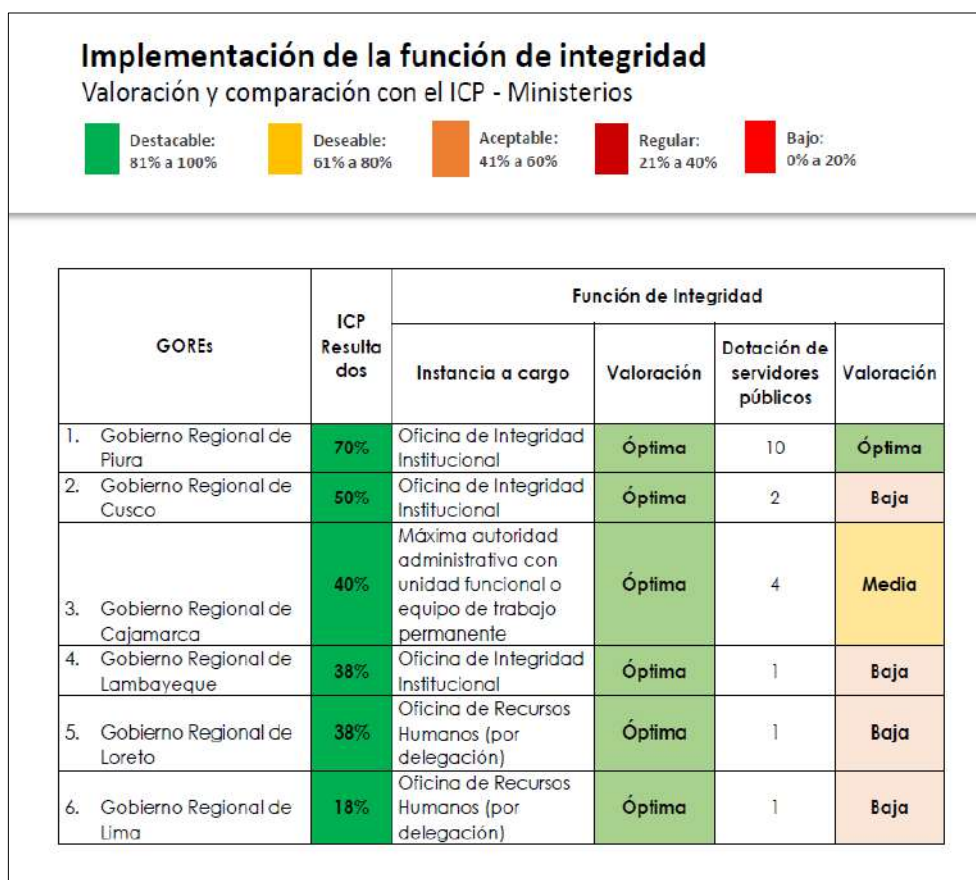 Implementación de la función de integridad
Valoración y comparación con el ICP - Ministerios
Destacable:
81% a 100%
Deseable:
61% a 80%
Aceptable:
41% a 60%
Regular:
21% a 40%
Bajo:
0% a 20%
GOREs
ICP
Resulta
dos
Función de Integridad
Instancia a cargo
Valoración
Dotación de
servidores
públicos
Valoración
1. Gobierno Regional de
Piura
70%
Oficina de Integridad
Institucional
Óptima
10
Óptima
2. Gobierno Regional de
Cusco
50%
Oficina de Integridad
Institucional
Óptima
2
Baja
3. Gobierno Regional de
Cajamarca
40%
Máxima autoridad
administrativa con
unidad funcional o
equipo de trabajo
permanente
Óptima
4
Media
4. Gobierno Regional de
Lambayeque
38%
Oficina de Integridad
Institucional
Óptima
1
Baja
5. Gobierno Regional de
Loreto
38%
Oficina de Recursos
Humanos (por
delegación)
Óptima
1
Baja
6. Gobierno Regional de
Lima
18%
Oficina de Recursos
Humanos (por
delegación)
Óptima
1
Baja